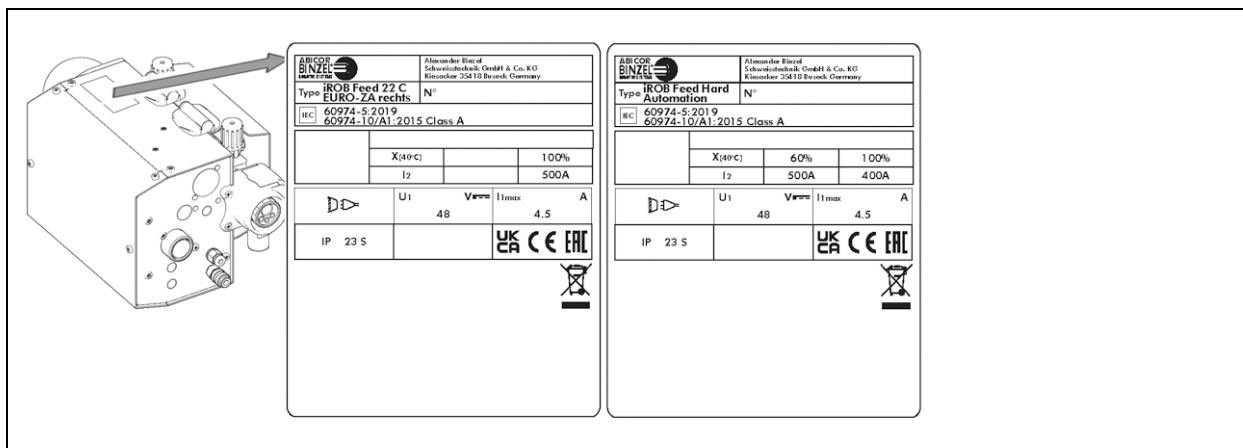 ABICOR
BINZEL
Alexander Binzel
Schweisstechnik GmbH & Co. KG
Kiesacker 35418 Buseck Germany
Type iROB Feed 22 C
EURO-ZA rechts
N°
IEC 60974-5:2019
60974-10/A1:2015 Class A
X(40°C) 100%
I2 500A
U1 V I1max A
48 4.5
IP 23 S
UK
CA CE EAC
ABICOR
BINZEL
Alexander Binzel
Schweisstechnik GmbH & Co. KG
Kiesacker 35418 Buseck Germany
Type iROB Feed Hard
Automation
N°
IEC 60974-5:2019
60974-10/A1:2015 Class A
X(40°C) 60% 100%
I2 500A 400A
U1 V I1max A
48 4.5
IP 23 S
UK
CA CE EAC